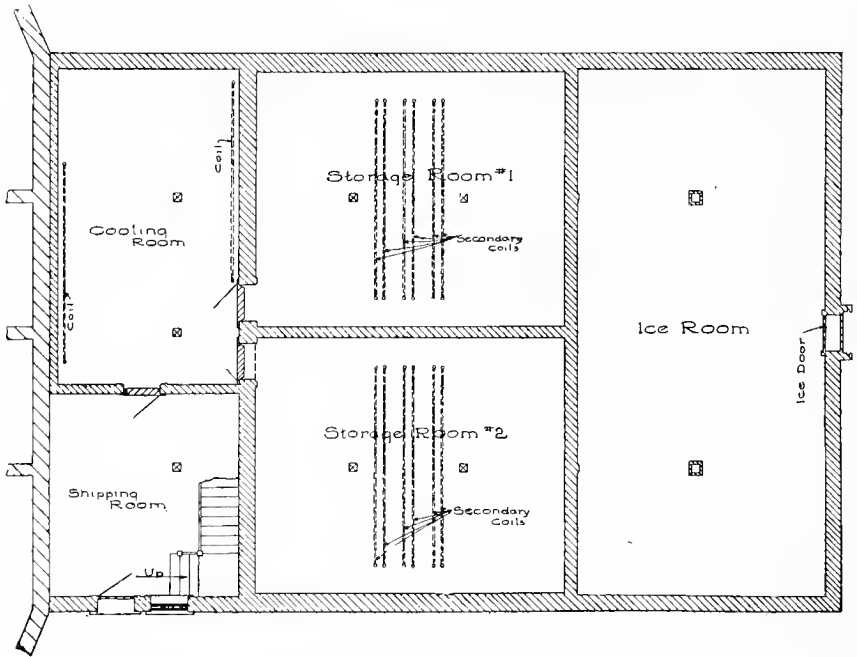 Coil
Cooling
Room
Coil
Storage Room #1
Secondary
Coils
Ice Room
Ice Door
Storage Room #2
Secondary
Coils
Shipping
Room
Up